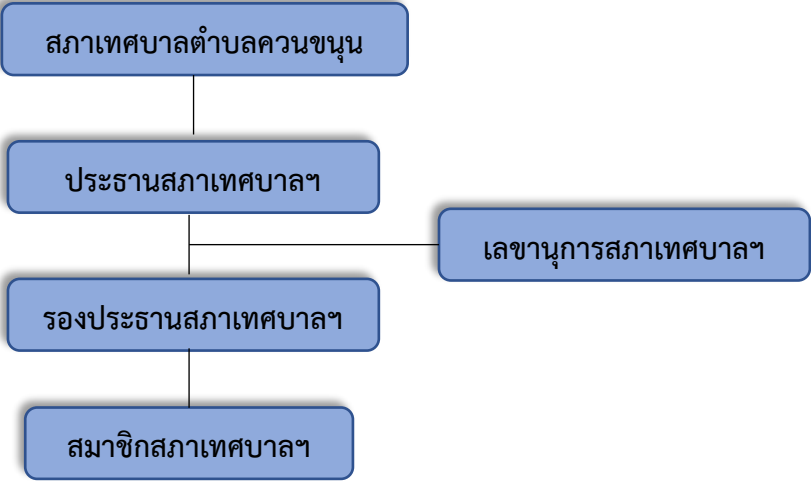 สภาเทศบาลตำบลควนขนุน
ประธานสภาเทศบาลฯ
เลขานุการสภาเทศบาลฯ
รองประธานสภาเทศบาลฯ
สมาชิกสภาเทศบาลฯ